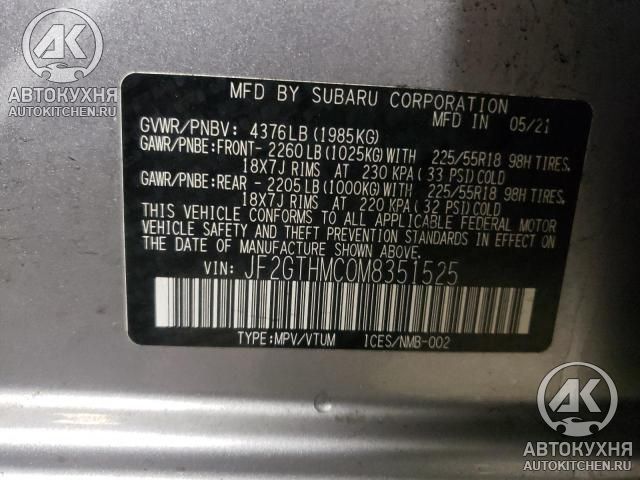 AK
АВТОКУХНЯ
AUTOKITCHEN.RU
MFD BY SUBARU CORPORATION
MFD IN 05/21
GVWR/PNBV: 4376LB(1985KG)
GAWR/PNBE:FRONT- 2260LB(1025KG)WITH 225/55R18 98H TIRES.
18X7J RIMS AT 230 KPA(33 PSI)COLD
GAWR/PNBE:REAR - 2205LB(1000KG)WITH 225/55R18 98H TIRES.
18X7J RIMS AT 220 KPA(32 PSI)COLD
THIS VEHICLE CONFORMS TO ALL APPLICABLE FEDERAL MOTOR
VEHICLE SAFETY AND THEFT PREVENTION STANDARDS IN EFFECT ON
THE DATE OF MANUFACTURE SHOWN ABOVE.
VIN: JF2GTHMC0M8351525
TYPE:MPV/VTUM ICES/NMB-002
AK
АВТОКУХНЯ
AUTOKITCHEN.RU